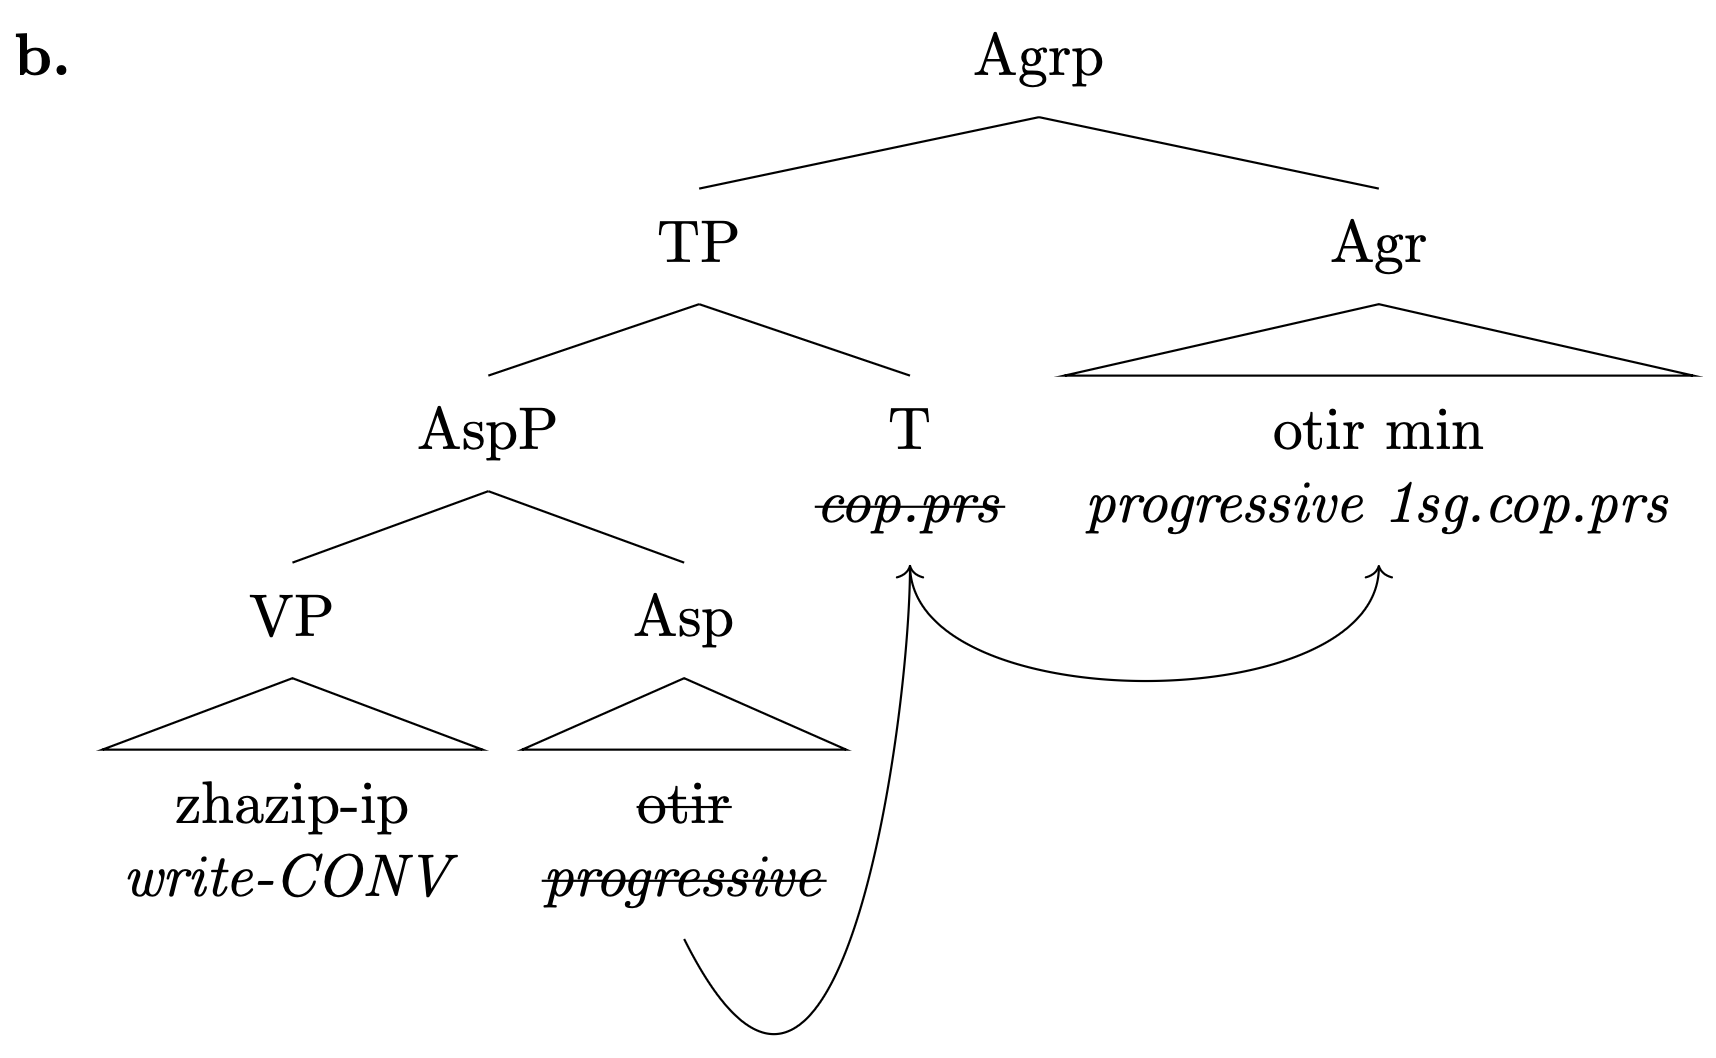 b.
Agrp
TP Agr
AspP T otir min
cop.prs progressive 1sg.cop.prs
VP Asp
zhazip-ip otir
write-CONV progressive